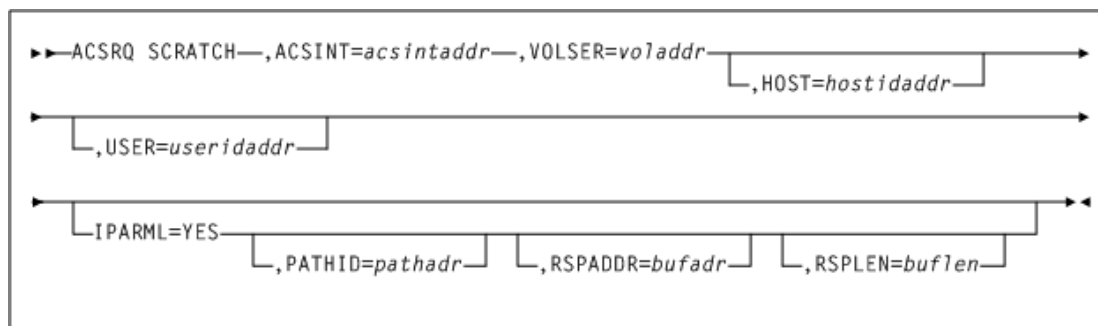 ACSRQ SCRATCH ,ACSINT=acsintaddr ,VOLSER=voladdr
,HOST=hostidaddr
,USER=useridaddr
IPARML=YES
,PATHID=pathadr ,RSPADDR=bufadr ,RSPLEN=buflen